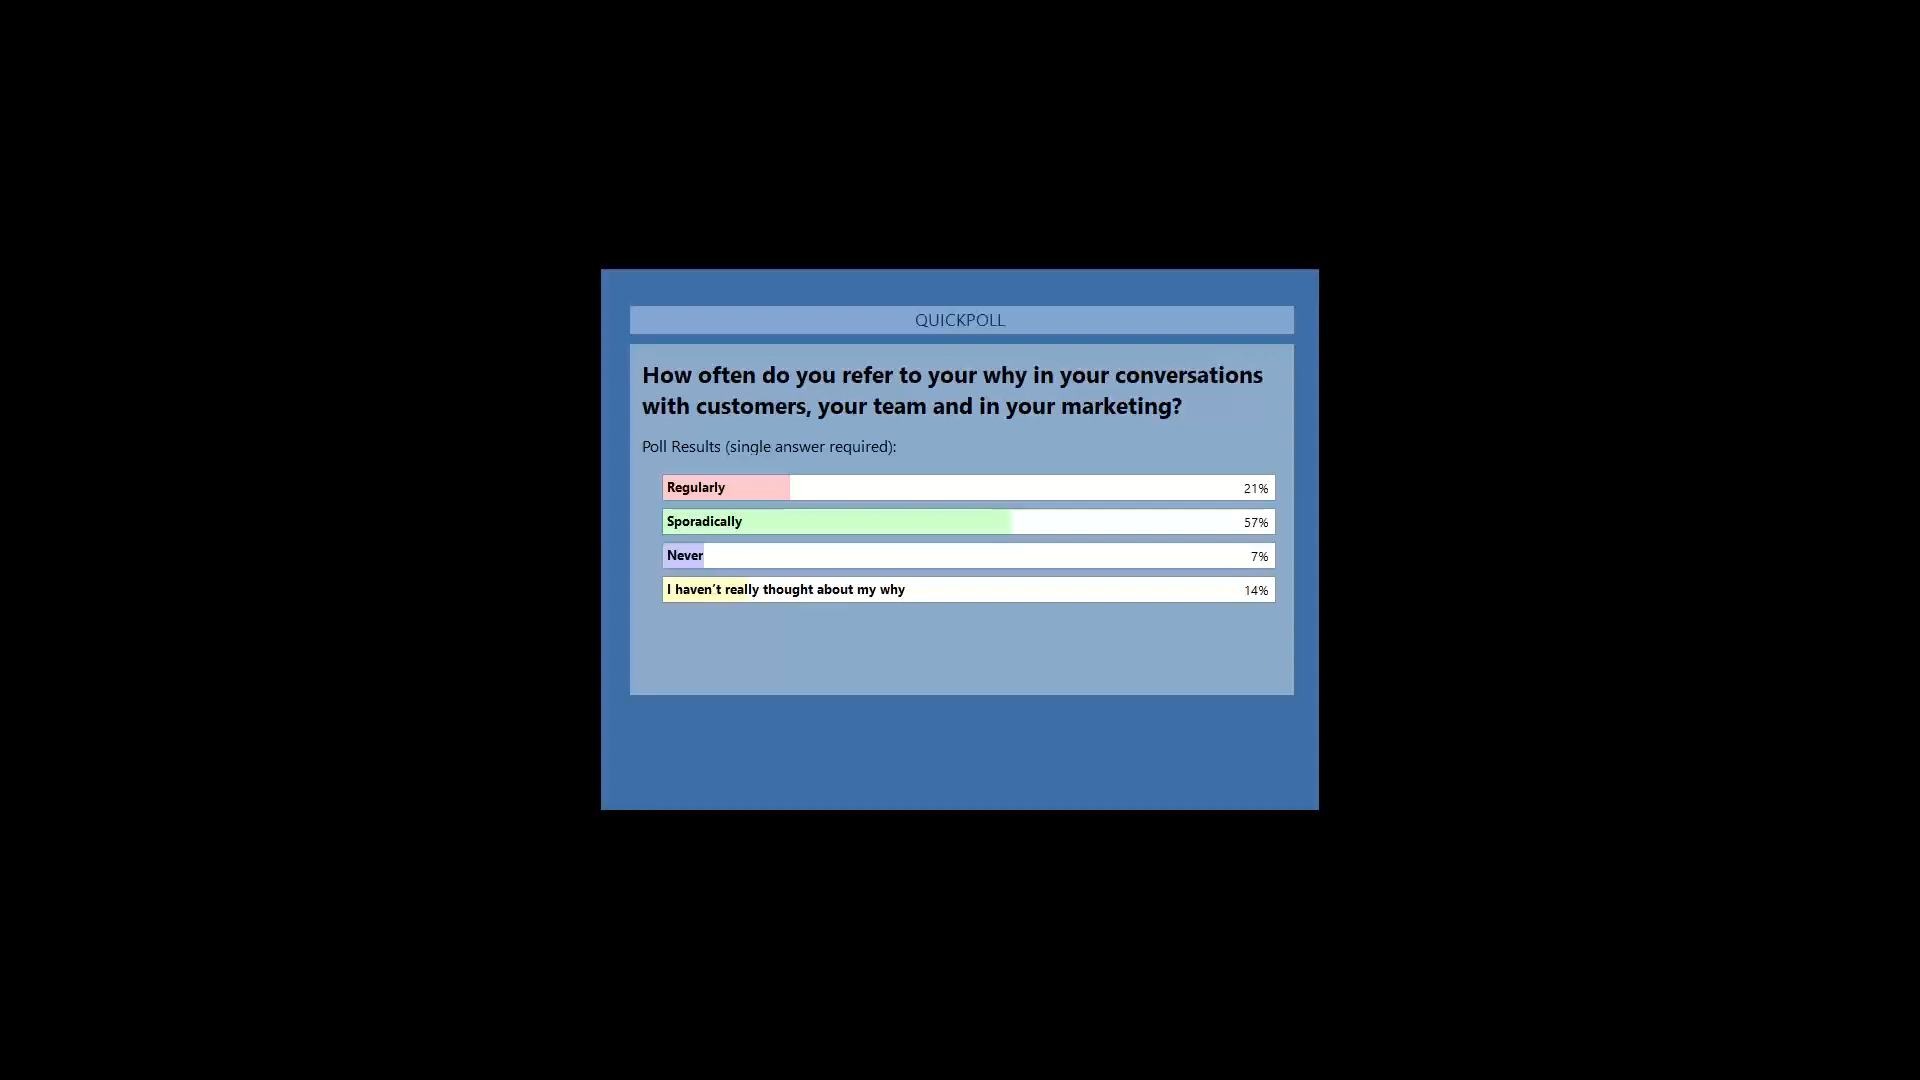 QUICKPOLL
How often do you refer to your why in your conversations
with customers, your team and in your marketing?
Poll Results (single answer required):
Regularly 21%
Sporadically 57%
Never 7%
I haven't really thought about my why 14%